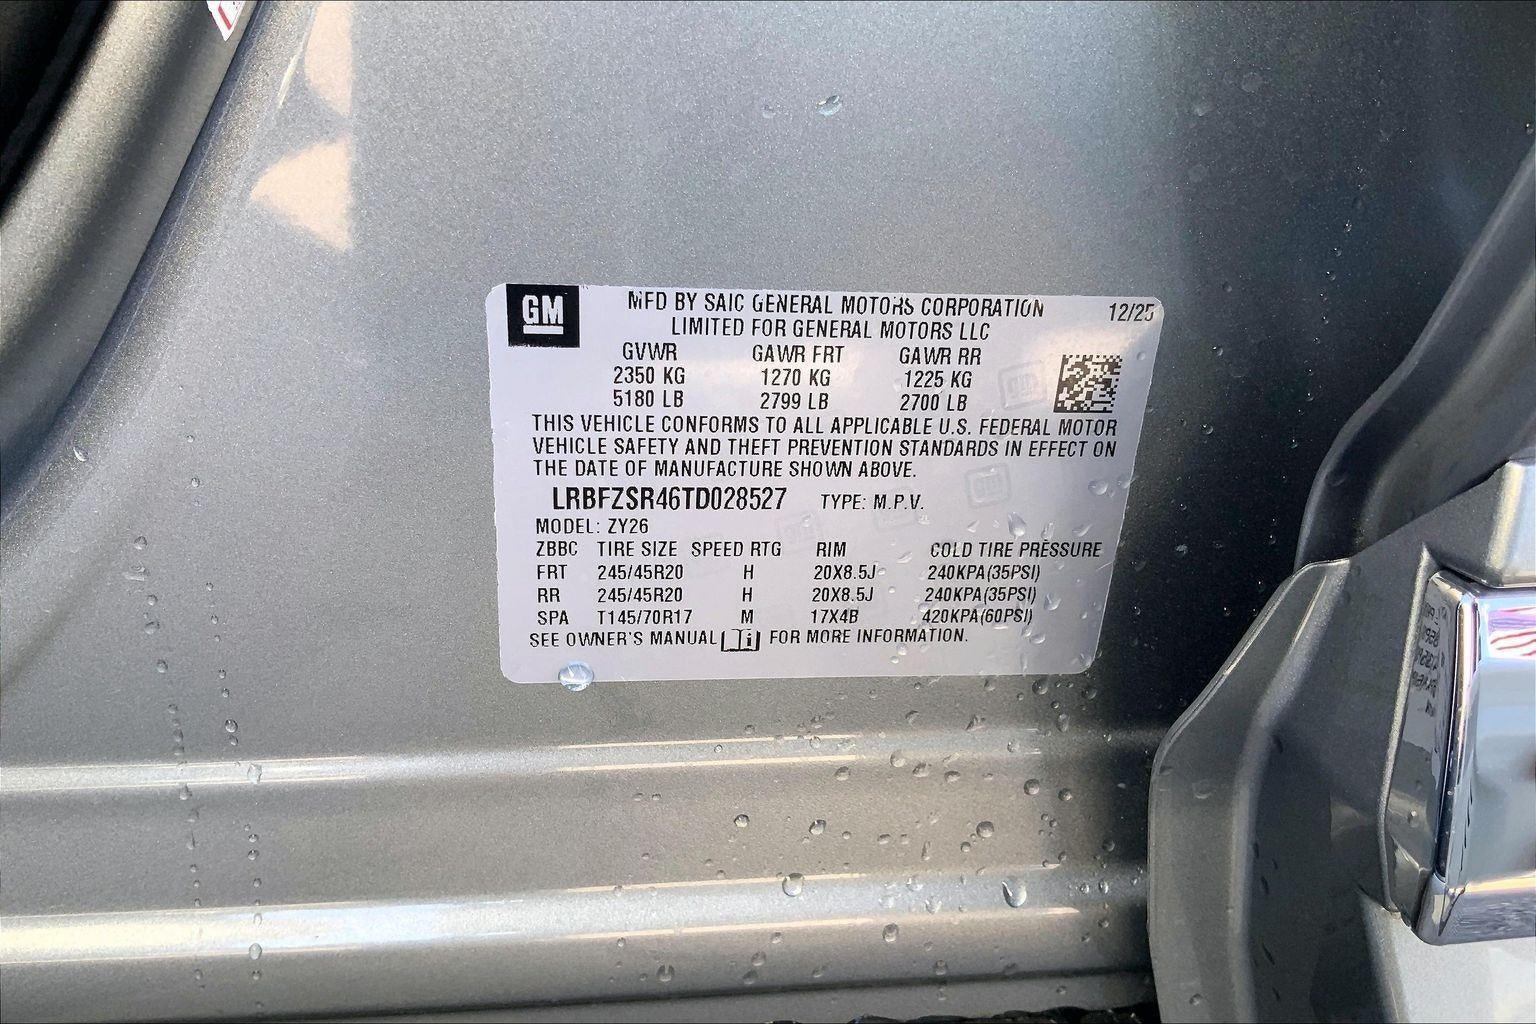 GM
MFD BY SAIC GENERAL MOTORS CORPORATION 12/25
LIMITED FOR GENERAL MOTORS LLC
GVWR GAWR FRT GAWR RR
2350 KG 1270 KG 1225 KG
5180 LB 2799 LB 2700 LB
THIS VEHICLE CONFORMS TO ALL APPLICABLE U.S. FEDERAL MOTOR
VEHICLE SAFETY AND THEFT PREVENTION STANDARDS IN EFFECT ON
THE DATE OF MANUFACTURE SHOWN ABOVE.
LRBFZSR46TD028527 TYPE: M.P.V.
MODEL: ZY26
ZBBC TIRE SIZE SPEED RTG RIM COLD TIRE PRESSURE
FRT 245/45R20 H 20X8.5J 240KPA(35PSI)
RR 245/45R20 H 20X8.5J 240KPA(35PSI)
SPA T145/70R17 M 17X4B 420KPA(60PSI)
SEE OWNER'S MANUAL FOR MORE INFORMATION.